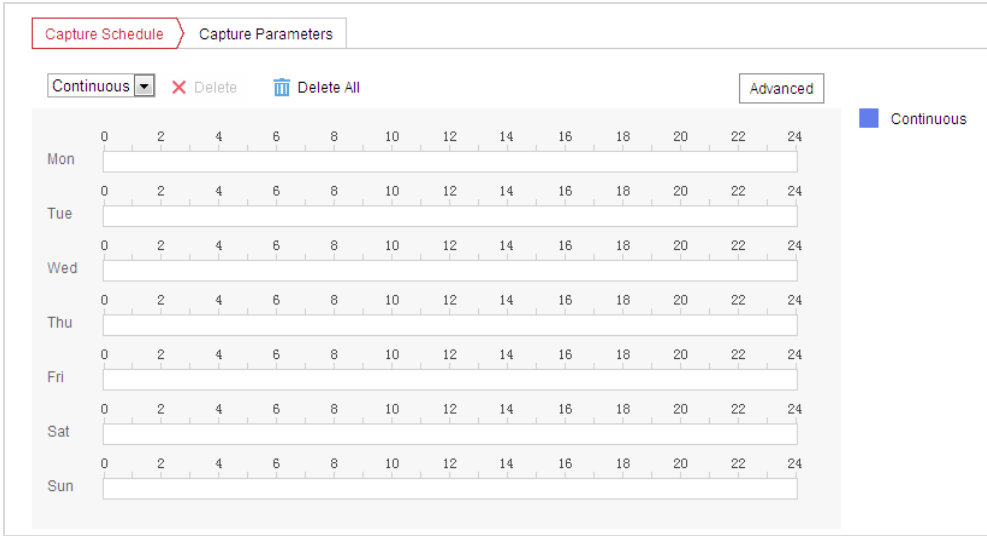 Capture Schedule Capture Parameters
Continuous Delete Delete All Advanced
Continuous
0 2 4 6 8 10 12 14 16 18 20 22 24
Mon
0 2 4 6 8 10 12 14 16 18 20 22 24
Tue
0 2 4 6 8 10 12 14 16 18 20 22 24
Wed
0 2 4 6 8 10 12 14 16 18 20 22 24
Thu
0 2 4 6 8 10 12 14 16 18 20 22 24
Fri
0 2 4 6 8 10 12 14 16 18 20 22 24
Sat
0 2 4 6 8 10 12 14 16 18 20 22 24
Sun